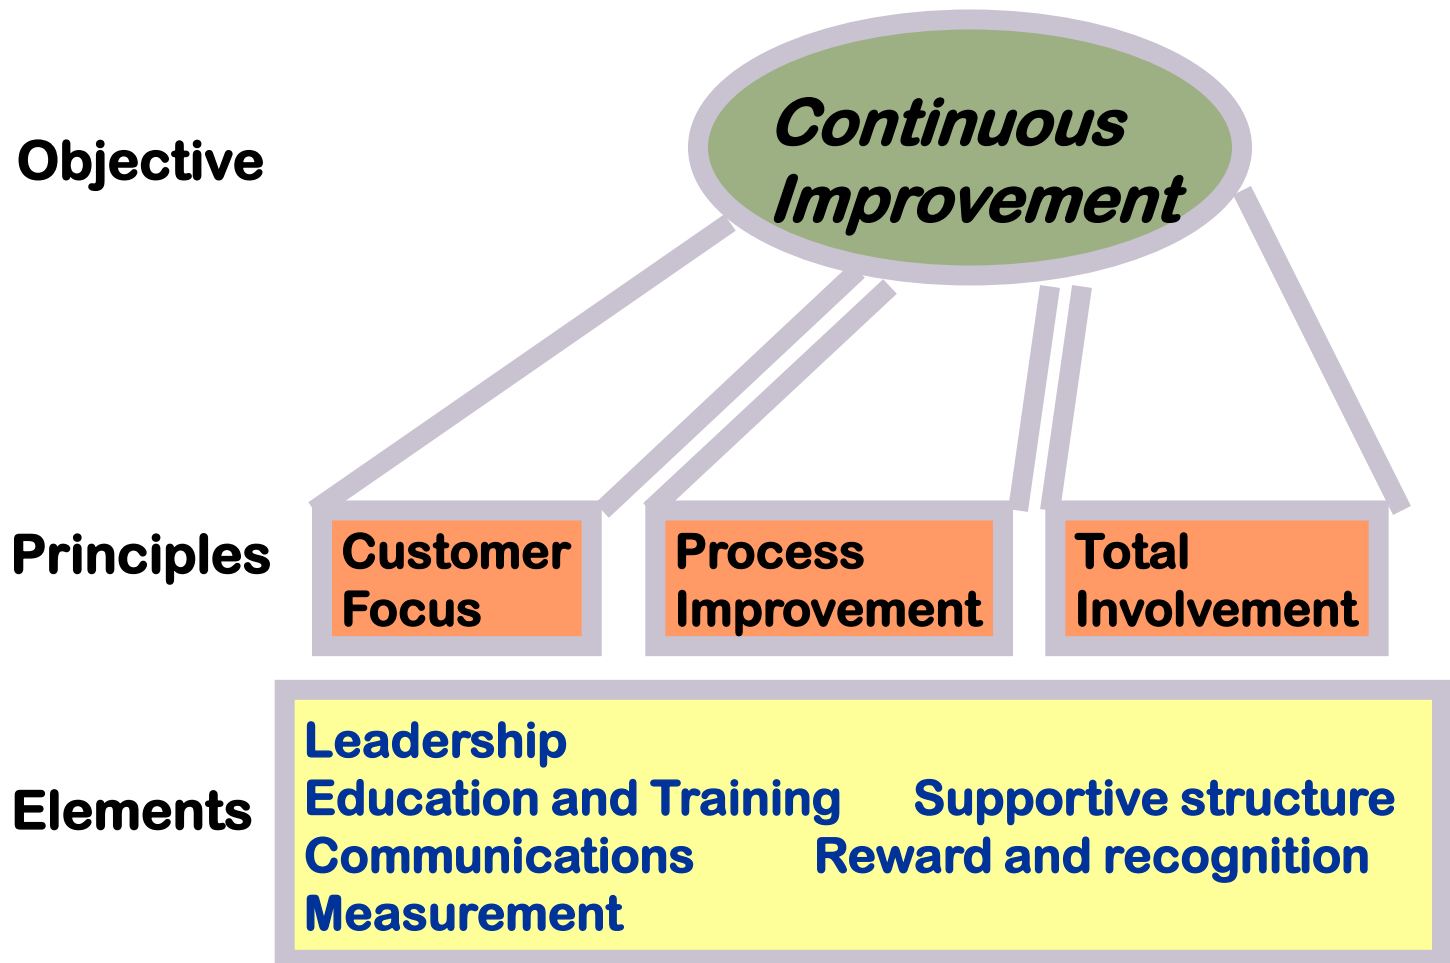 Objective
Continuous
Improvement
Principles
Customer
Focus
Process
Improvement
Total
Involvement
Elements
Leadership
Education and Training Supportive structure
Communications Reward and recognition
Measurement